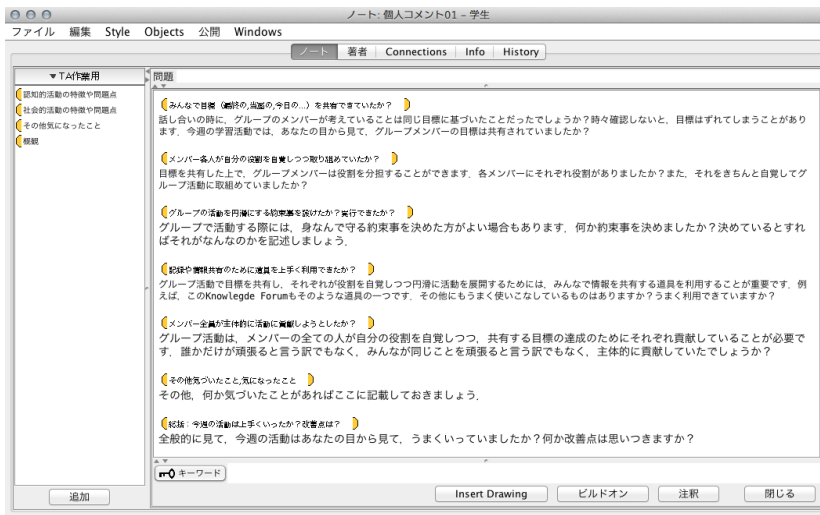 ノート: 個人コメント01 – 学生
ファイル 編集 Style Objects 公開 Windows
ノート 著者 Connections Info History
▼TA作業用
認知的活動の特徴や問題点
社会的活動の特徴や問題点
その他気になったこと
概観
追加
問題
みんなで目標（最終の,当面の,今日の...）を共有できていたか？
話し合いの時に，グループのメンバーが考えていることは同じ目標に基づいたことだったでしょうか？時々確認しないと，目標はずれてしまうことがあり
ます．今週の学習活動では，あなたの目から見て，グループメンバーの目標は共有されていましたか？
メンバー各人が自分の役割を自覚しつつ取り組めていたか？
目標を共有した上で，グループメンバーは役割を分担することができます．各メンバーにそれぞれ役割がありましたか？また，それをきちんと自覚してグ
ループ活動に取組めていましたか？
グループの活動を円滑にする約束事を設けたか？実行できたか？
グループで活動する際には，身なんで守る約束事を決めた方がよい場合もあります．何か約束事を決めましたか？決めているとすれ
ばそれがなんなのかを記述しましょう．
記録や情報共有のために道具を上手く利用できたか？
グループ活動で目標を共有し，それぞれが役割を自覚しつつ円滑に活動を展開するためには，みんなで情報を共有する道具を利用することが重要です．例
えば，このKnowlegde Forumもそのような道具の一つです．その他にもうまく使いこなしているものはありますか？うまく利用できていますか？
メンバー全員が主体的に活動に貢献しようとしたか？
グループ活動は，メンバーの全ての人が自分の役割を自覚しつつ，共有する目標の達成のためにそれぞれ貢献していることが必要で
す．誰かだけが頑張ると言う訳でもなく，みんなが同じことを頑張ると言う訳でもなく，主体的に貢献していたでしょうか？
その他気づいたこと,気になったこと
その他，何か気づいたことがあればここに記載しておきましょう．
総括：今週の活動は上手くいったか？改善点は？
全般的に見て，今週の活動はあなたの目から見て，うまくいっていましたか？何か改善点は思いつきますか？
キーワード
Insert Drawing ビルドオン 注釈 閉じる